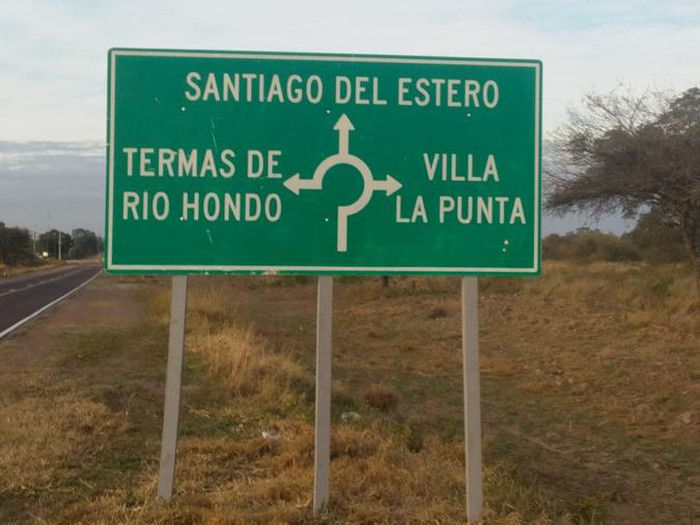 SANTIAGO DEL ESTERO
TERMAS DE
RIO HONDO
VILLA
LA PUNTA